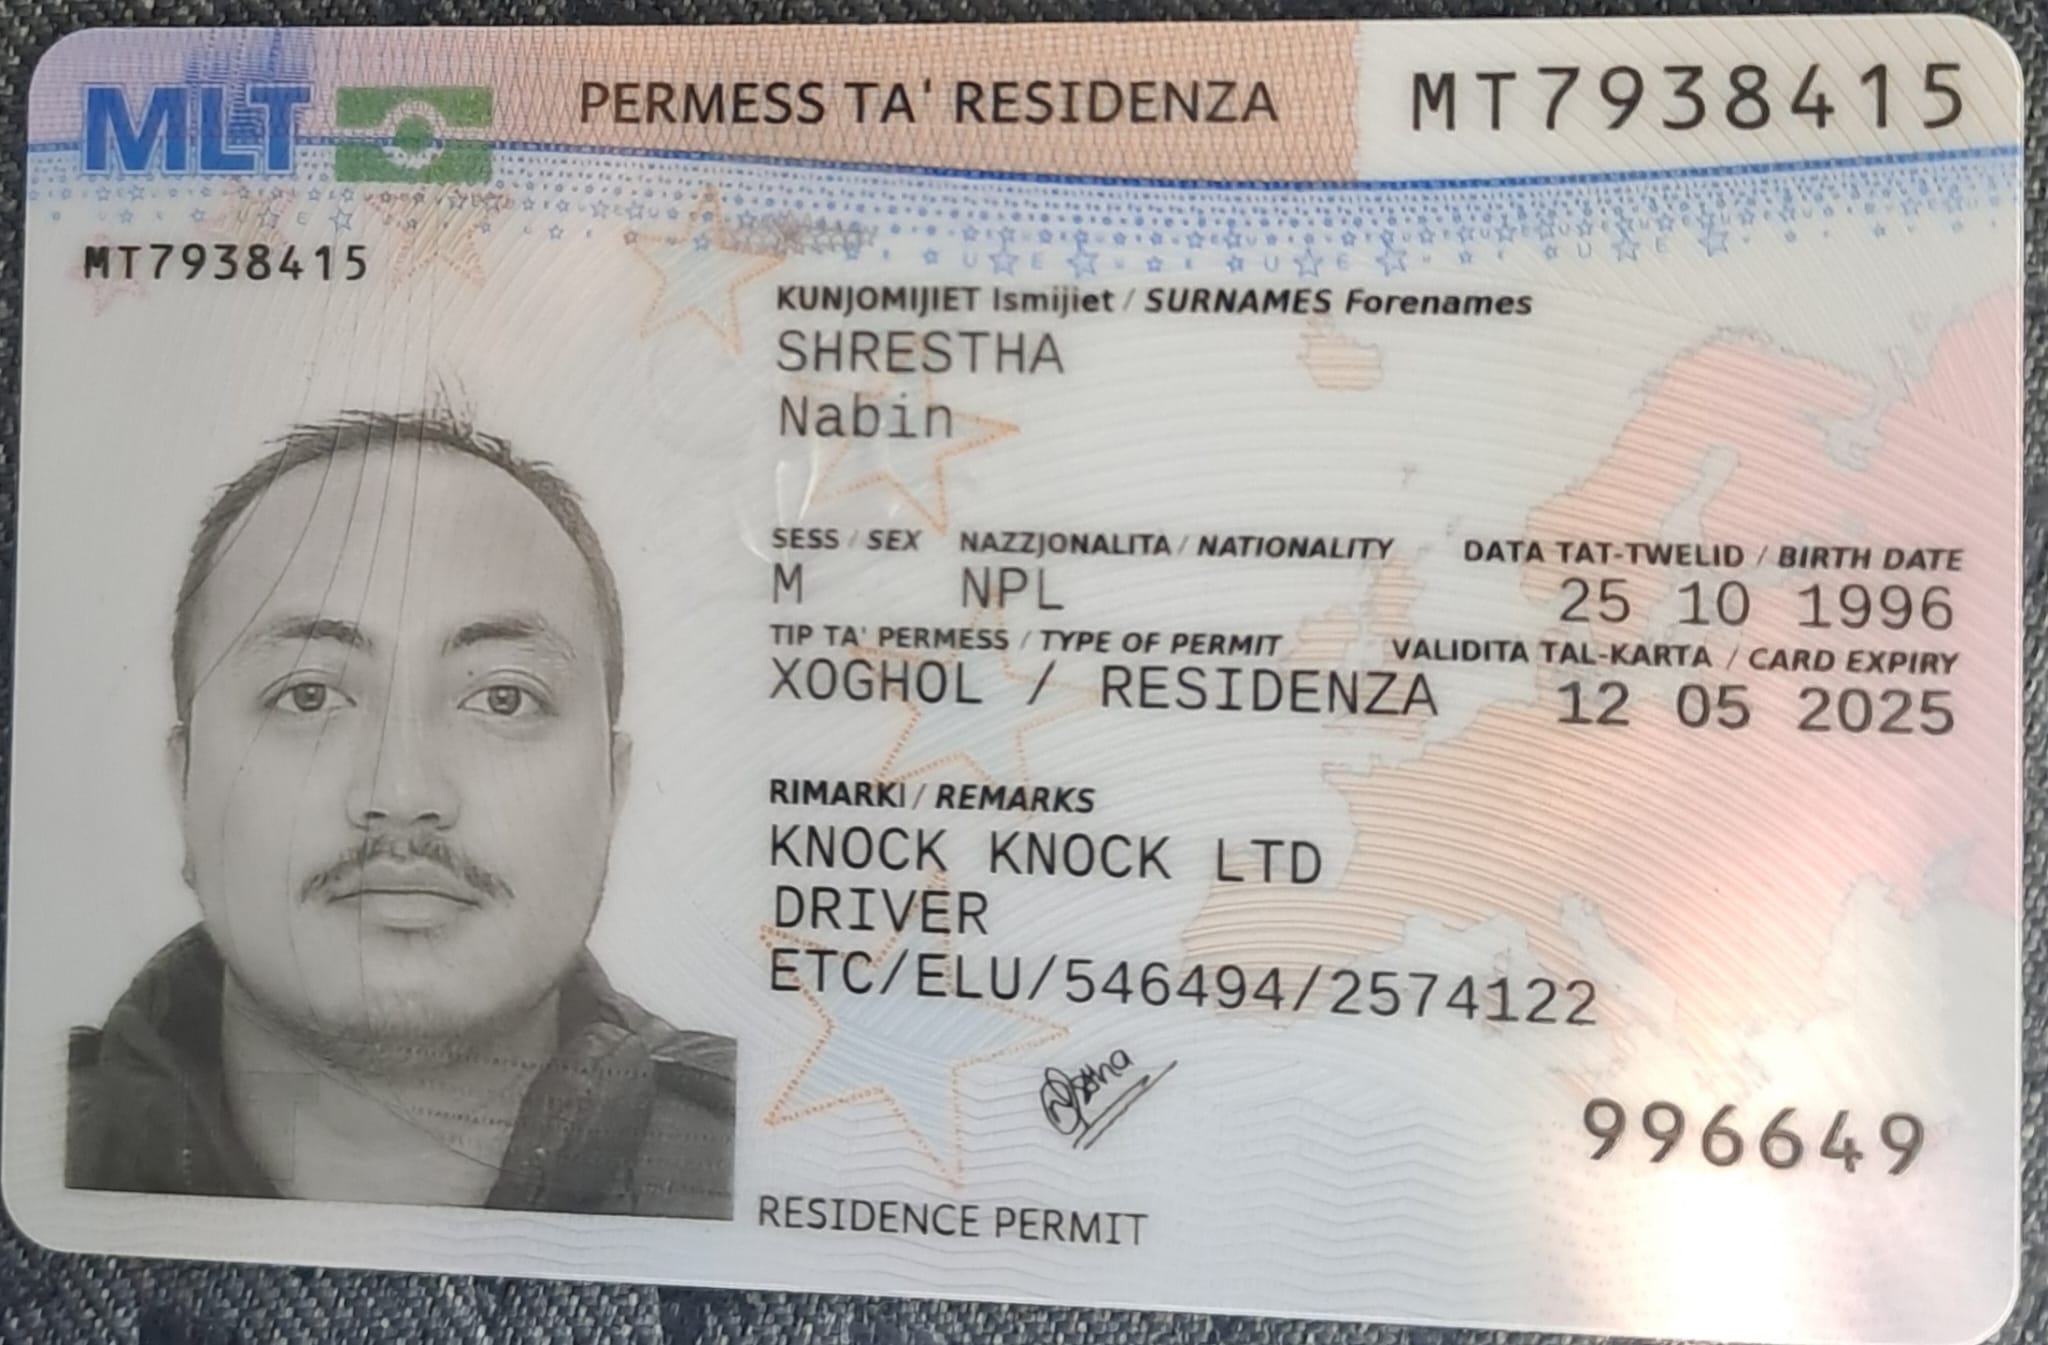 MLT
PERMESS TA' RESIDENZA
MT7938415
MT7938415
KUNJOMIJIET Ismijiet / SURNAMES Forenames
SHRESTHA
Nabin
SESS / SEX NAZZJONALITA / NATIONALITY DATA TAT-TWELID / BIRTH DATE
M NPL 25 10 1996
TIP TA' PERMESS / TYPE OF PERMIT VALIDITA TAL-KARTA / CARD EXPIRY
XOGHOL / RESIDENZA 12 05 2025
RIMARKI / REMARKS
KNOCK KNOCK LTD
DRIVER
ETC/ELU/546494/2574122
996649
RESIDENCE PERMIT